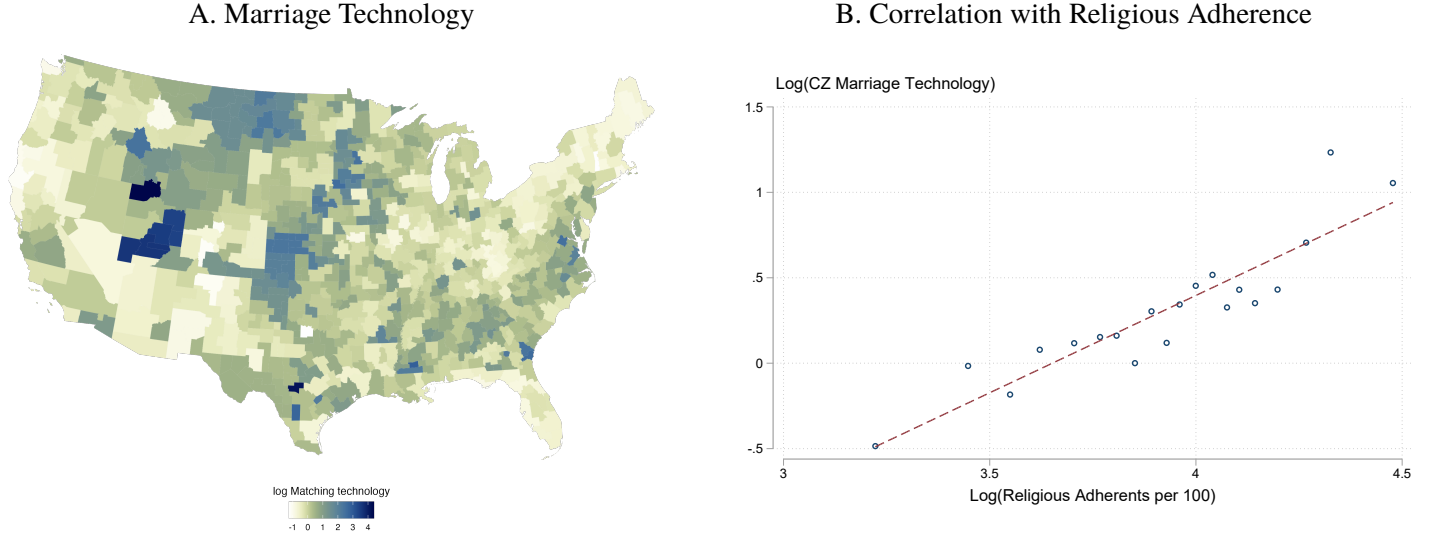 A. Marriage Technology
log Matching technology
-1 0 1 2 3 4
B. Correlation with Religious Adherence
Log(CZ Marriage Technology)
1.5
1
.5
0
-.5
3 3.5 4 4.5
Log(Religious Adherents per 100)